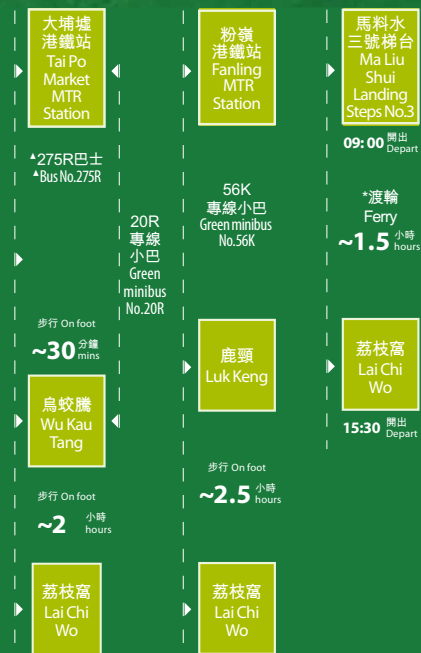 大埔墟
港鐵站
Tai Po
Market
MTR
Station
▲275R巴士
▲Bus No.275R
20R
專線
小巴
Green
minibus
No.20R
步行 On foot
~30 分鐘 mins
烏蛟騰
Wu Kau
Tang
步行 On foot
~2 小時 hours
荔枝窩
Lai Chi
Wo
粉嶺
港鐵站
Fanling
MTR
Station
56K
專線小巴
Green minibus
No.56K
鹿頸
Luk Keng
步行 On foot
~2.5 小時 hours
荔枝窩
Lai Chi
Wo
馬料水
三號梯台
Ma Liu
Shui
Landing
Steps No.3
09:00 開出 Depart
*渡輪
Ferry
~1.5 小時 hours
荔枝窩
Lai Chi
Wo
15:30 開出 Depart